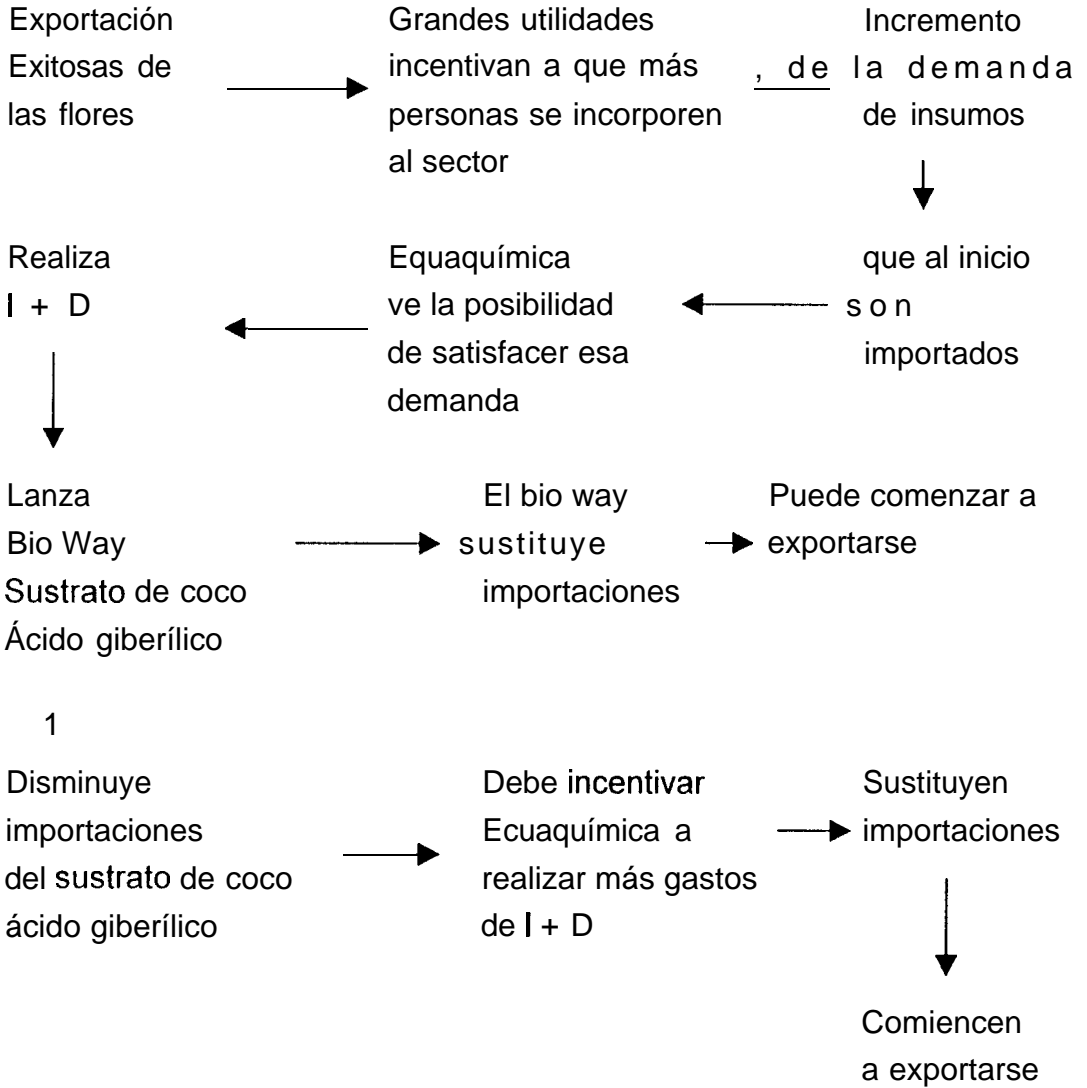 Exportación
Exitosas de
las flores
Grandes utilidades
incentivan a que más
personas se incorporen
al sector
Incremento
, de la demanda
de insumos
que al inicio
son
importados
Equaquímica
ve la posibilidad
de satisfacer esa
demanda
Realiza
I + D
Lanza
Bio Way
Sustrato de coco
Ácido giberílico
El bio way
sustituye
importaciones
Puede comenzar a
exportarse
1
Disminuye
importaciones
del sustrato de coco
ácido giberílico
Debe incentivar
Ecuaquímica a
realizar más gastos
de I + D
Sustituyen
importaciones
Comiencen
a exportarse